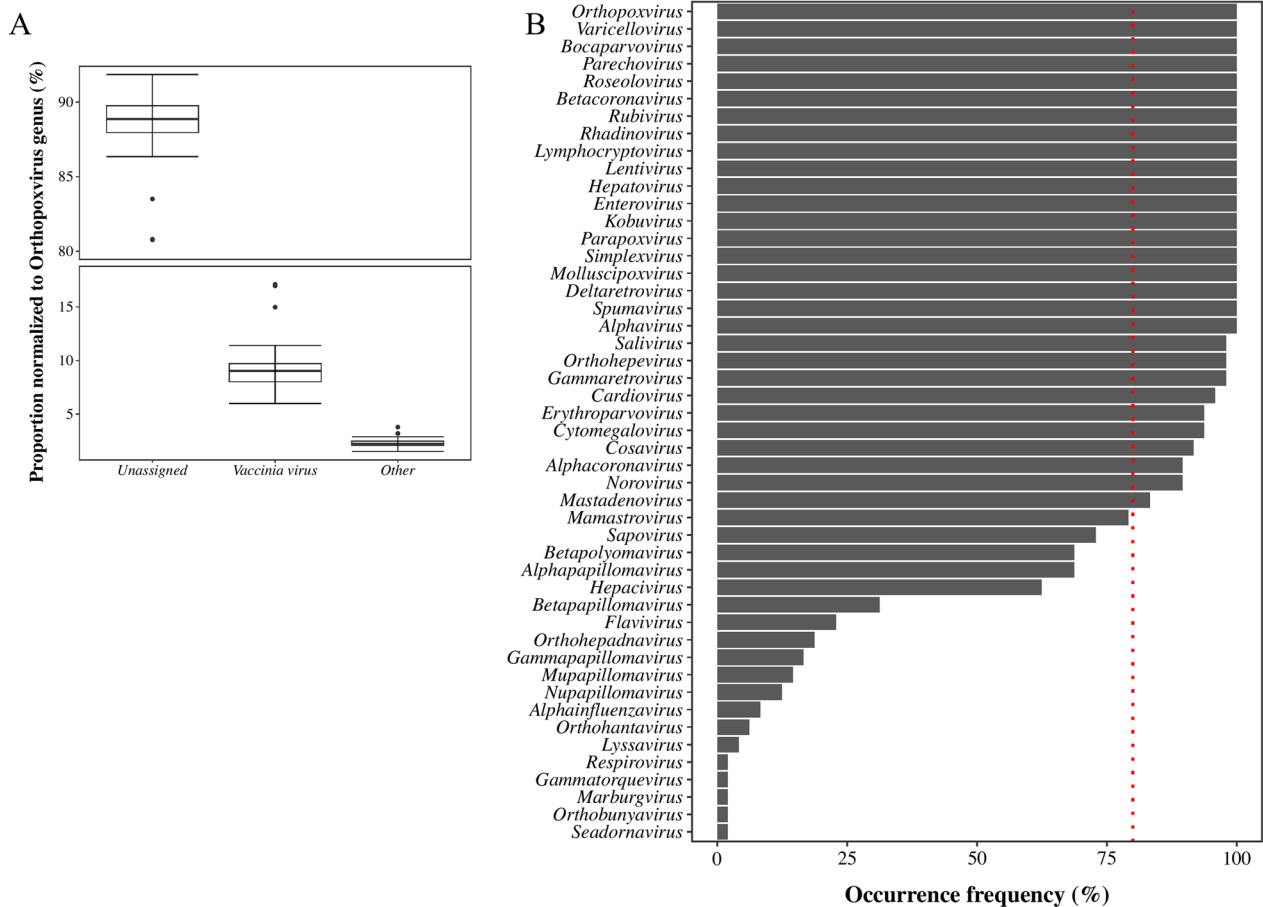 A
Proportion normalized to Orthopoxvirus genus (%)
90
85
80
15
10
5
Unassigned
Vaccinia virus
Other
B
Orthopoxvirus
Varicellovirus
Bocaparvovirus
Parechovirus
Roseolovirus
Betacoronavirus
Rubivirus
Rhadinovirus
Lymphocryptovirus
Lentivirus
Hepatovirus
Enterovirus
Kobuvirus
Parapoxvirus
Simplexvirus
Molluscipoxvirus
Deltaretrovirus
Spumavirus
Alphavirus
Salivirus
Orthohepevirus
Gammaretrovirus
Cardiovirus
Erythroparvovirus
Cytomegalovirus
Cosavirus
Alphacoronavirus
Norovirus
Mastadenovirus
Mamastrovirus
Sapovirus
Betapolyomavirus
Alphapapillomavirus
Hepacivirus
Betapapillomavirus
Flavivirus
Orthohepadnavirus
Gammapapillomavirus
Mupapillomavirus
Nupapillomavirus
Alphainfluenzavirus
Orthohantavirus
Lyssavirus
Respirovirus
Gammatorquevirus
Marburgvirus
Orthobunyavirus
Seadornavirus
0
25
50
75
100
Occurrence frequency (%)